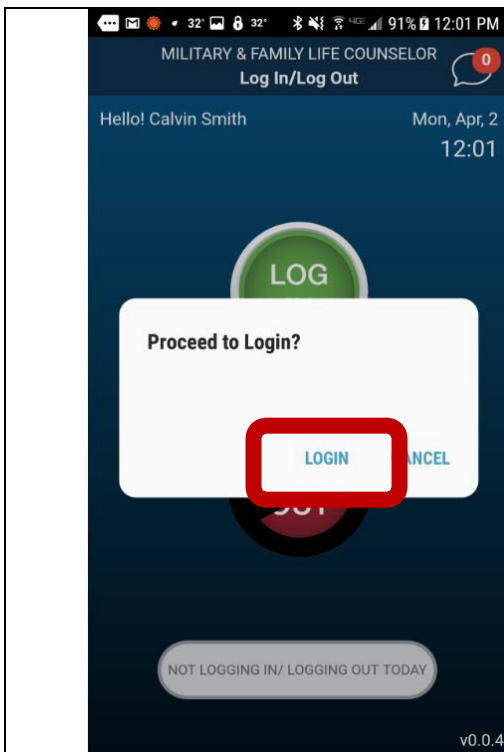 32° 32° 91% 12:01 PM
MILITARY & FAMILY LIFE COUNSELOR
0
Log In/Log Out
Hello! Calvin Smith Mon, Apr, 2
12:01
LOG
Proceed to Login?
LOGIN
OUT
NOT LOGGING IN/ LOGGING OUT TODAY
v0.0.4